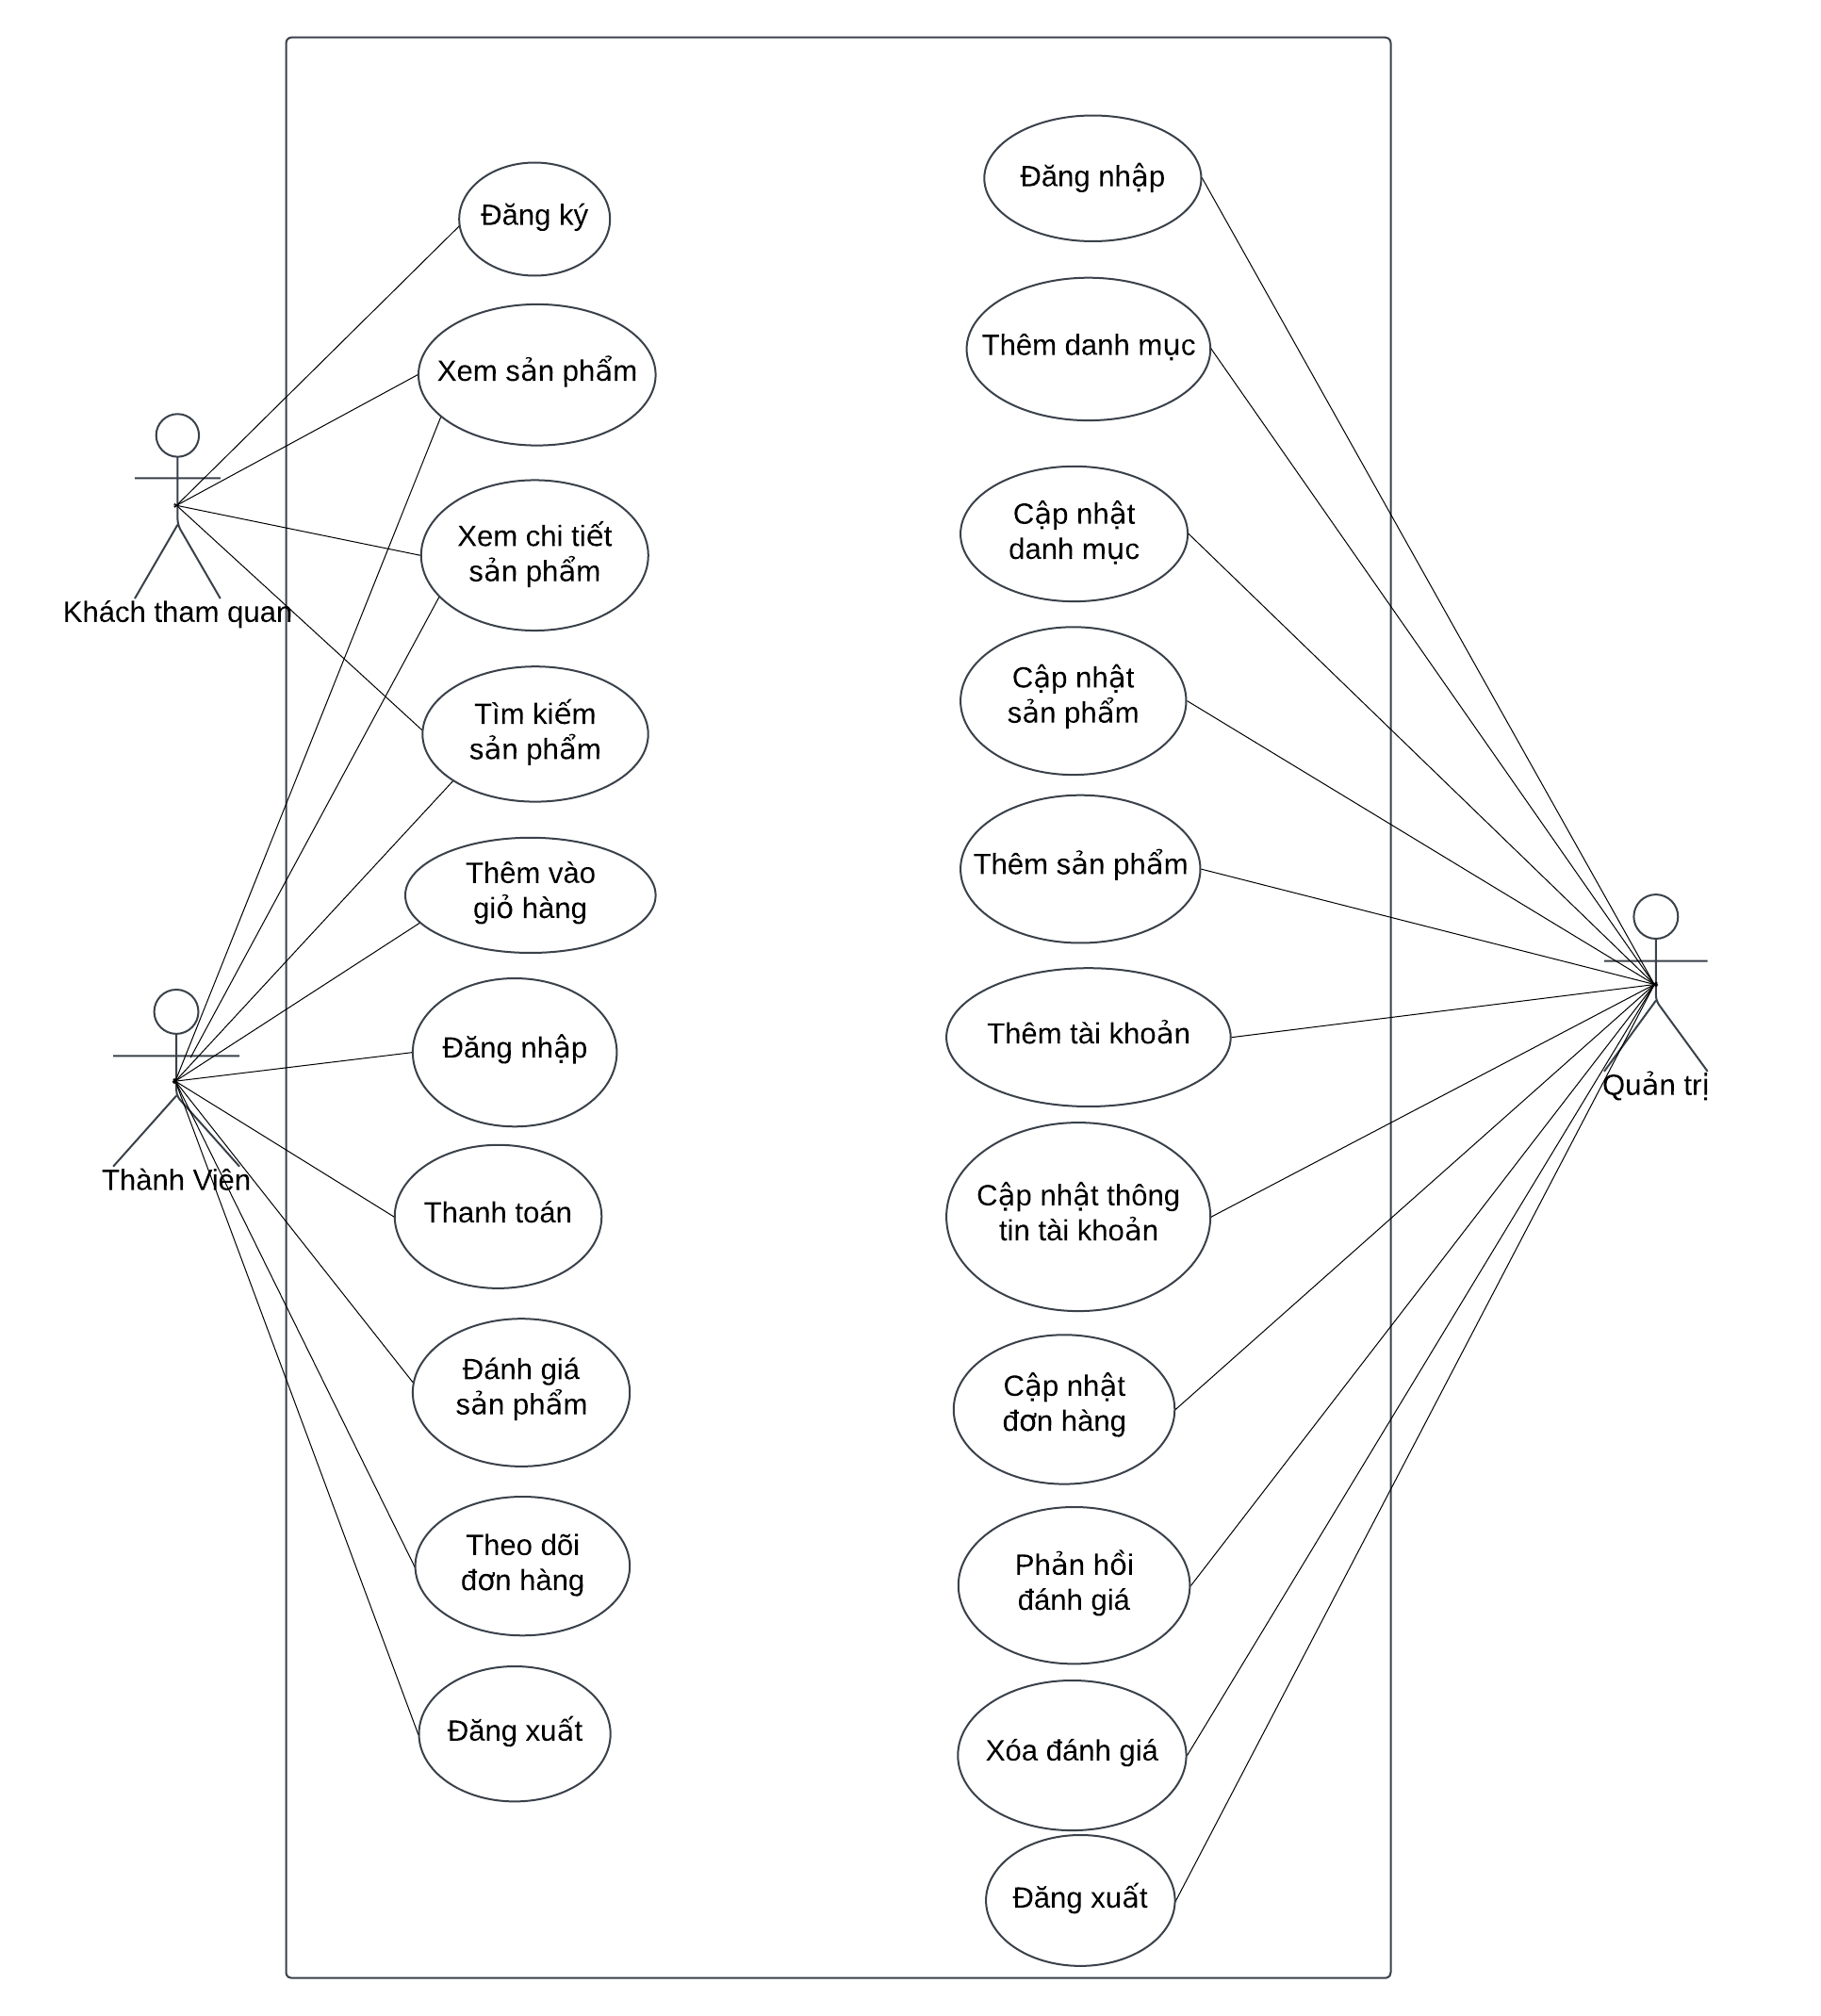 Đăng ký
Xem sản phẩm
Xem chi tiết
sản phẩm
Khách tham quan
Tìm kiếm
sản phẩm
Thêm vào
giỏ hàng
Đăng nhập
Thành Viên
Thanh toán
Đánh giá
sản phẩm
Theo dõi
đơn hàng
Đăng xuất
Đăng nhập
Thêm danh mục
Cập nhật
danh mục
Cập nhật
sản phẩm
Thêm sản phẩm
Thêm tài khoản
Quản trị
Cập nhật thông
tin tài khoản
Cập nhật
đơn hàng
Phản hồi
đánh giá
Xóa đánh giá
Đăng xuất